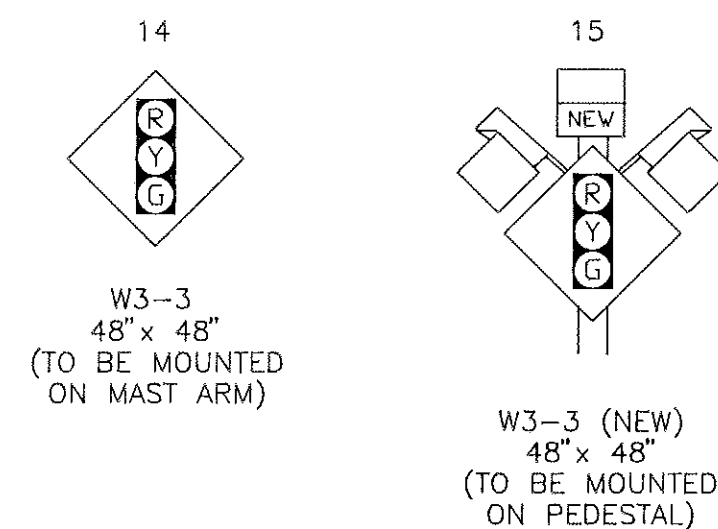 14
R
Y
G
W3-3
48" x 48"
(TO BE MOUNTED
ON MAST ARM)
15
NEW
R
Y
G
W3-3 (NEW)
48" x 48"
(TO BE MOUNTED
ON PEDESTAL)